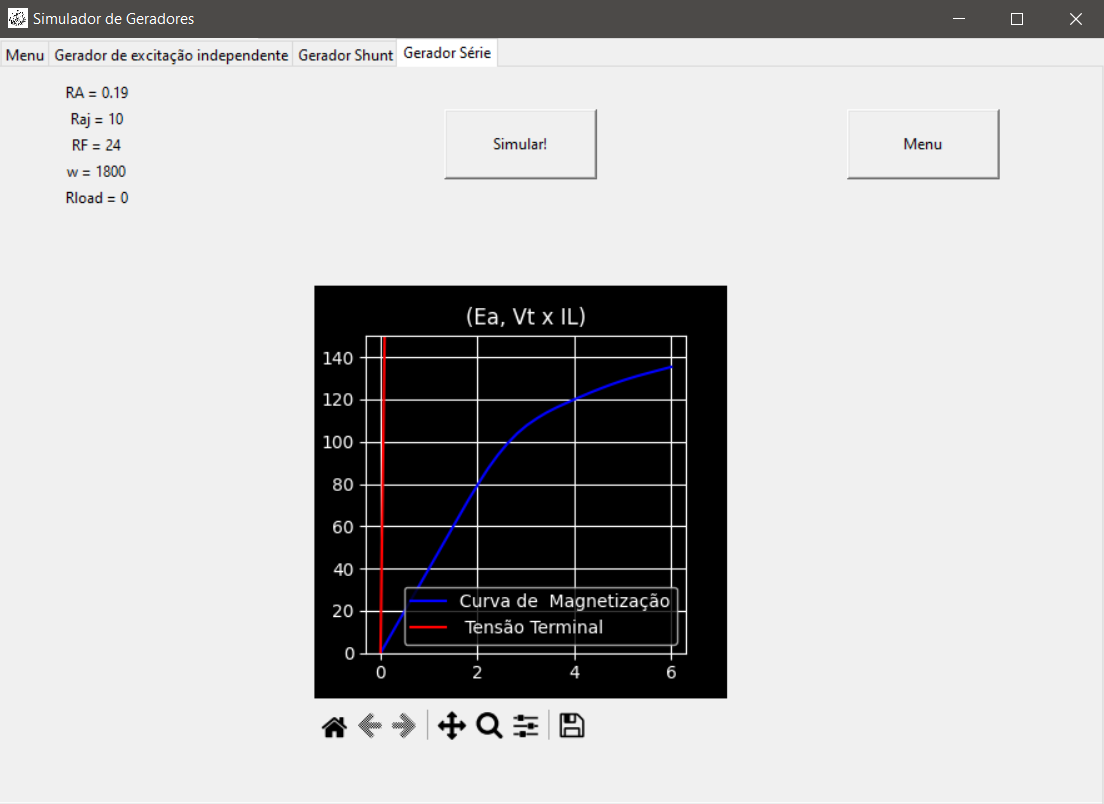 Simulador de Geradores
Menu Gerador de excitação independente Gerador Shunt Gerador Série
RA = 0.19
Raj = 10
RF = 24
w = 1800
Rload = 0
Simular!
Menu
(Ea, Vt x IL)
140
120
100
80
60
40
20
0
Curva de  Magnetização
Tensão Terminal
0 2 4 6